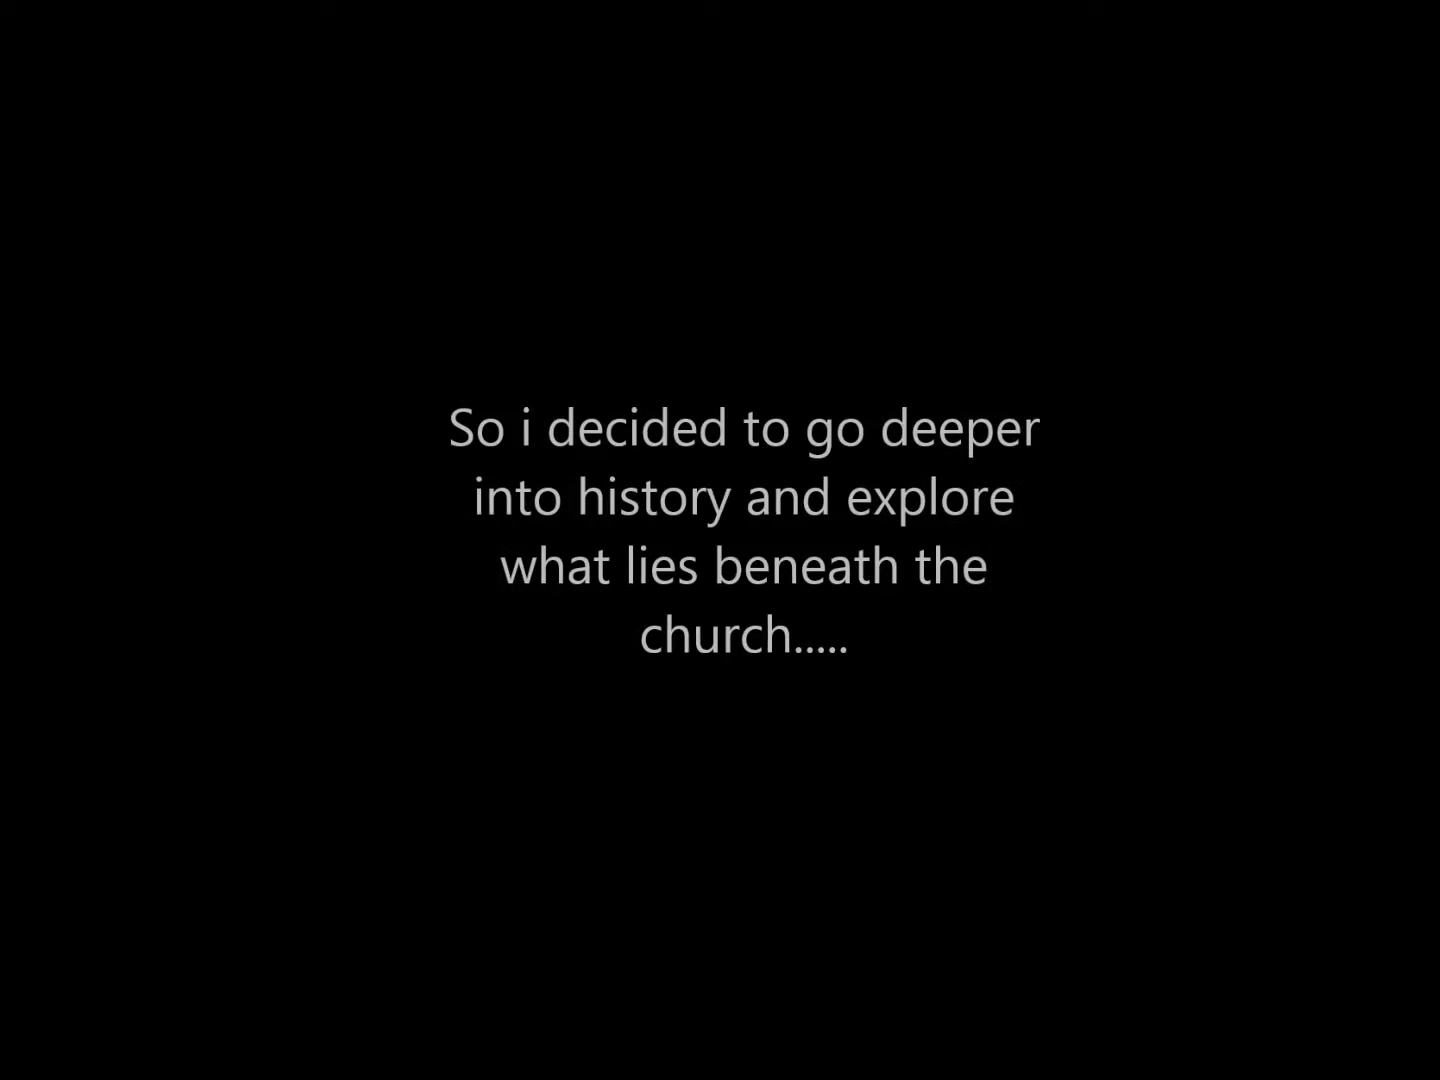 So i decided to go deeper
into history and explore
what lies beneath the
church.....